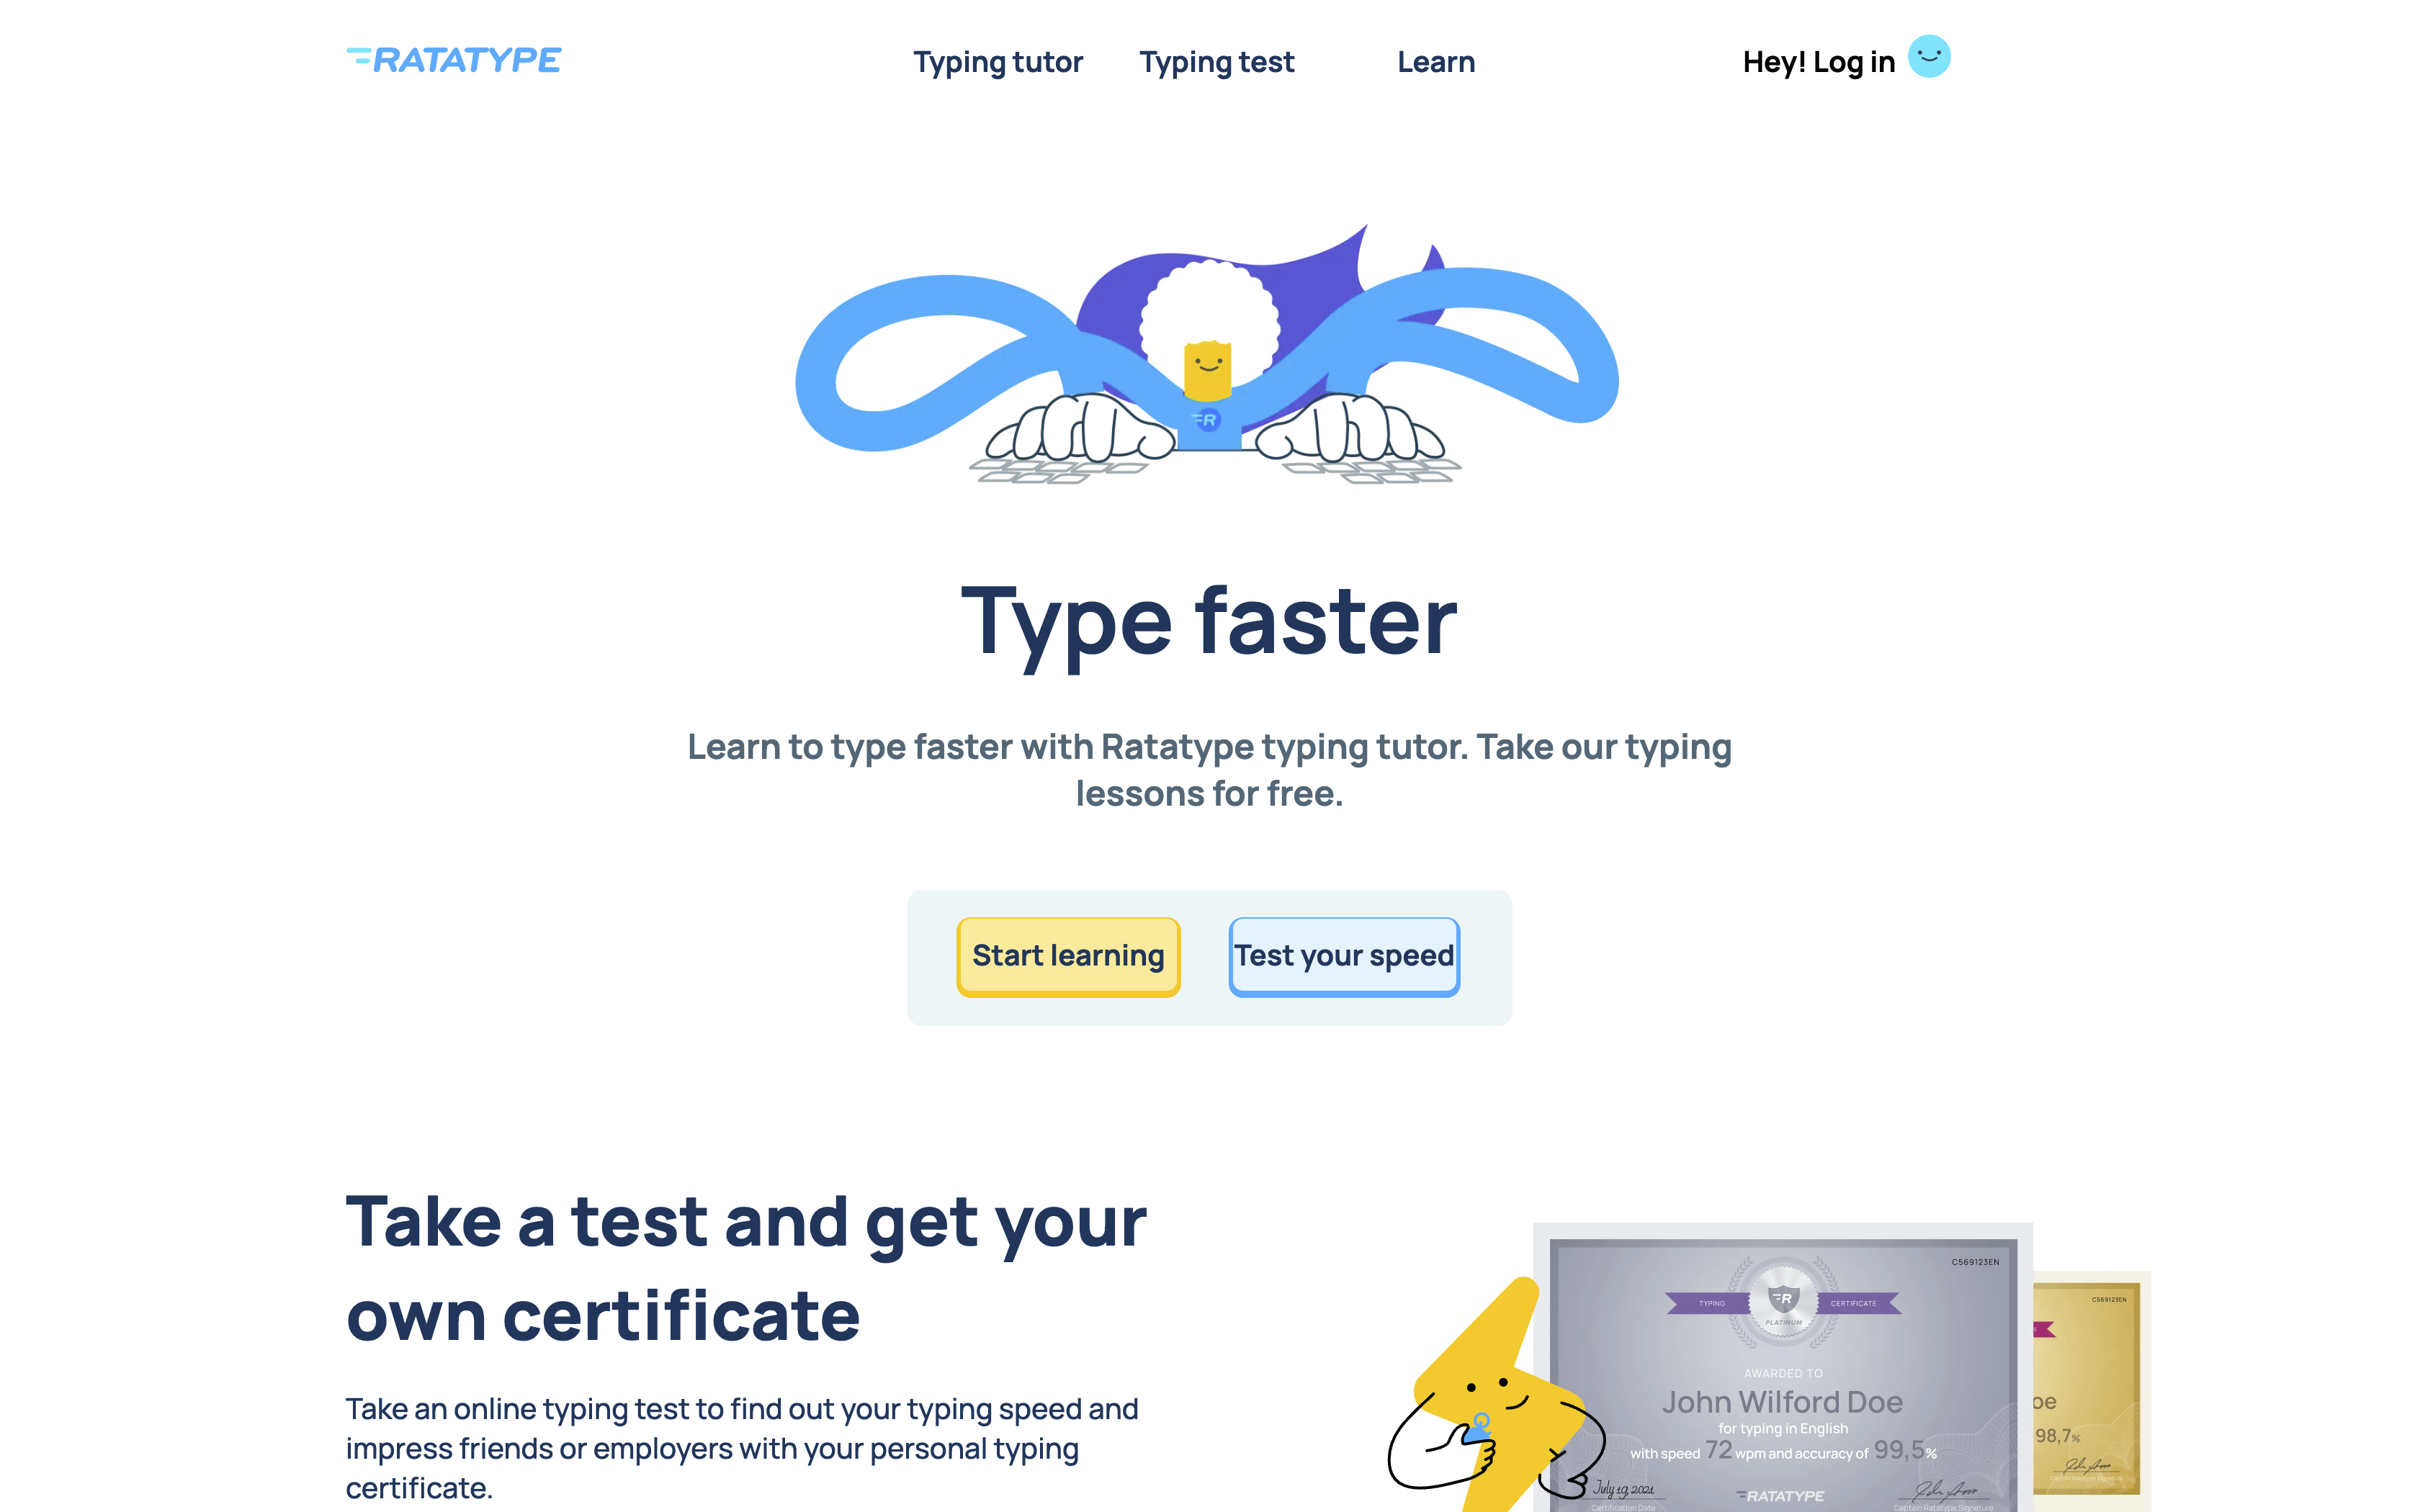 RATATYPE
Typing tutor
Typing test
Learn
Hey! Log in
R
Type faster
Learn to type faster with Ratatype typing tutor. Take our typing
lessons for free.
Start learning
Test your speed
Take a test and get your
own certificate
Take an online typing test to find out your typing speed and
impress friends or employers with your personal typing
certificate.
C569123EN
TYPING
R
CERTIFICATE
PLATINUM
AWARDED TO
John Wilford Doe
for typing in English
with speed 72 wpm and accuracy of 99,5%
July 19, 2021
RATATYPE
Certification Date
Captain Ratatype Signature
C569123EN
oe
98,7%
Captain Ratatype Signature